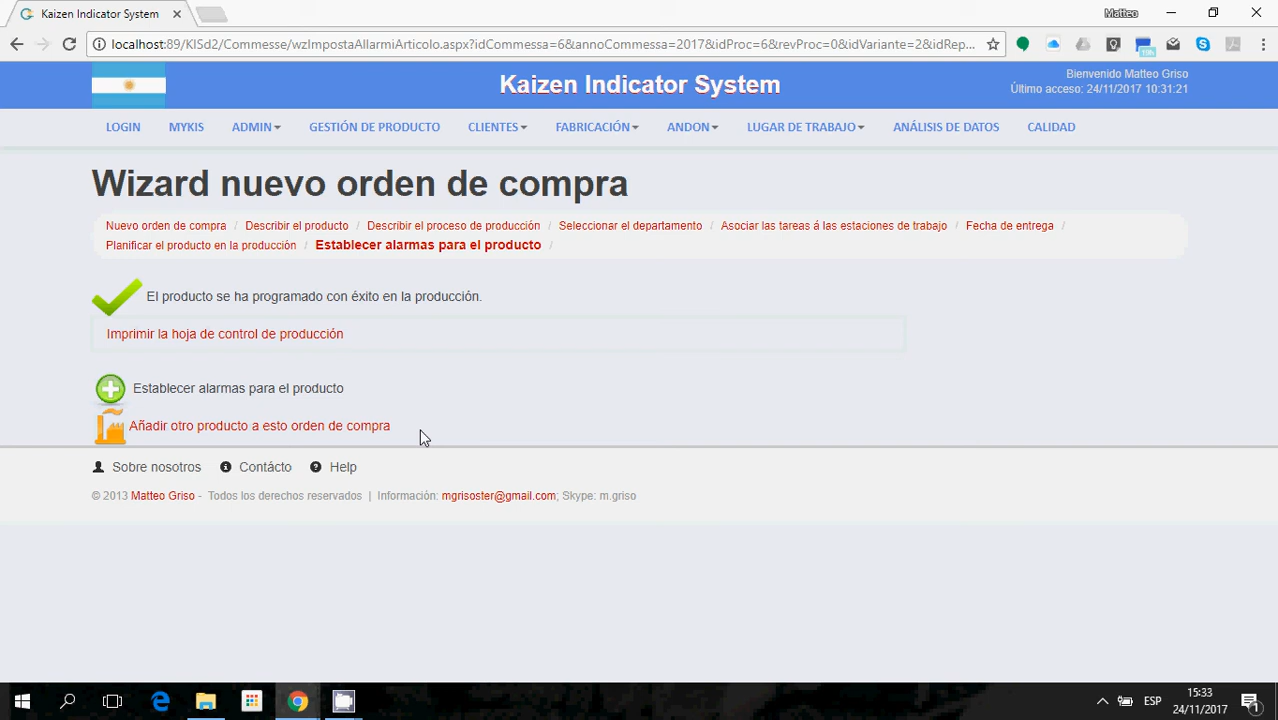 Kaizen Indicator System
Matteo
localhost:89/KISd2/Commesse/wzImpostaAllarmiArticolo.aspx?idCommessa=6&annoCommessa=2017&idProc=6&revProc=0&idVariante=2&idRep...
19h
Kaizen Indicator System
Bienvenido Matteo Griso
Último acceso: 24/11/2017 10:31:21
LOGIN MYKIS ADMIN GESTIÓN DE PRODUCTO CLIENTES FABRICACIÓN ANDON LUGAR DE TRABAJO ANÁLISIS DE DATOS CALIDAD
Wizard nuevo orden de compra
Nuevo orden de compra / Describir el producto / Describir el proceso de producción / Seleccionar el departamento / Asociar las tareas á las estaciones de trabajo / Fecha de entrega /
Planificar el producto en la producción / Establecer alarmas para el producto /
El producto se ha programado con éxito en la producción.
Imprimir la hoja de control de producción
Establecer alarmas para el producto
Añadir otro producto a esto orden de compra
Sobre nosotros Contácto Help
© 2013 Matteo Griso - Todos los derechos reservados | Información: mgrisoster@gmail.com; Skype: m.griso
15:33
ESP
24/11/2017
1